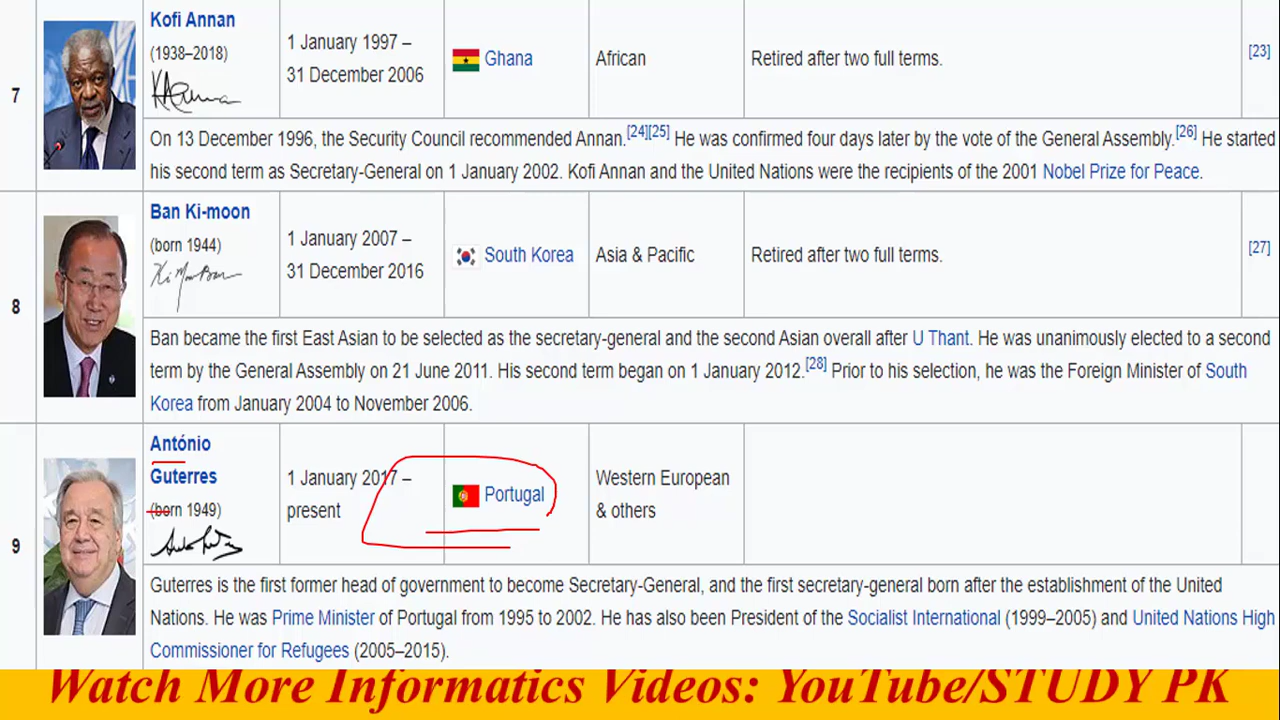 7
Kofi Annan
(1938–2018)
1 January 1997 –
31 December 2006
Ghana
African
Retired after two full terms.
[23]
On 13 December 1996, the Security Council recommended Annan.[24][25] He was confirmed four days later by the vote of the General Assembly.[26] He started
his second term as Secretary-General on 1 January 2002. Kofi Annan and the United Nations were the recipients of the 2001 Nobel Prize for Peace.
8
Ban Ki-moon
(born 1944)
1 January 2007 –
31 December 2016
South Korea
Asia & Pacific
Retired after two full terms.
[27]
Ban became the first East Asian to be selected as the secretary-general and the second Asian overall after U Thant. He was unanimously elected to a second
term by the General Assembly on 21 June 2011. His second term began on 1 January 2012.[28] Prior to his selection, he was the Foreign Minister of South
Korea from January 2004 to November 2006.
9
António
Guterres
(born 1949)
1 January 2017 –
present
Portugal
Western European
& others
Guterres is the first former head of government to become Secretary-General, and the first secretary-general born after the establishment of the United
Nations. He was Prime Minister of Portugal from 1995 to 2002. He has also been President of the Socialist International (1999–2005) and United Nations High
Commissioner for Refugees (2005–2015).
Watch More Informatics Videos: YouTube/STUDY PK